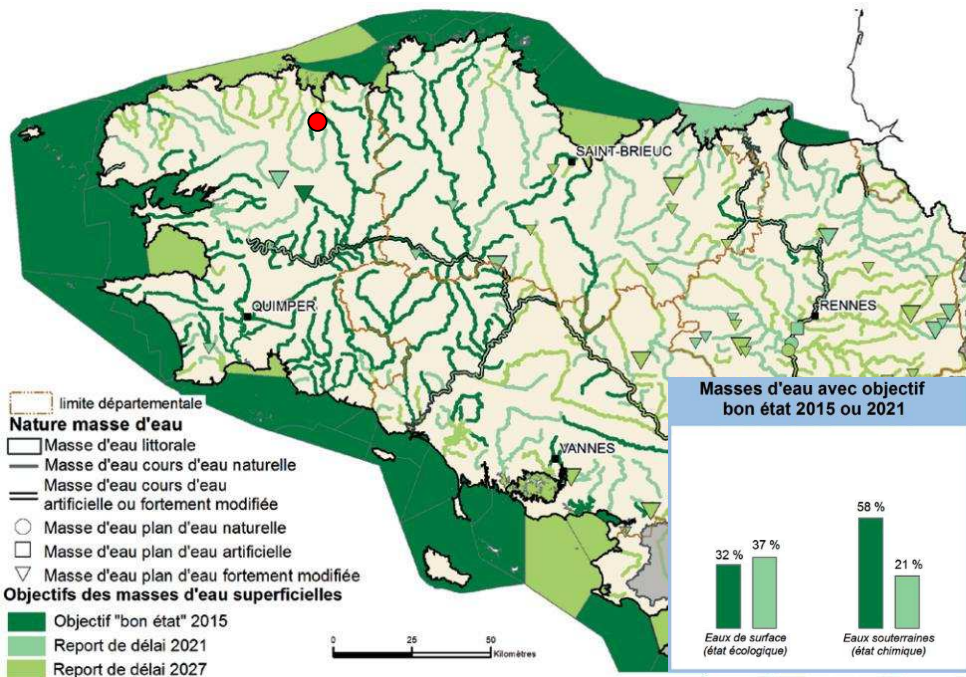 SAINT-BRIEUC
QUIMPER
RENNES
VANNES
limite départementale
Nature masse d'eau
Masse d'eau littorale
Masse d'eau cours d'eau naturelle
Masse d'eau cours d'eau
artificielle ou fortement modifiée
Masse d'eau plan d'eau naturelle
Masse d'eau plan d'eau artificielle
Masse d'eau plan d'eau fortement modifiée
Objectifs des masses d'eau superficielles
Objectif "bon état" 2015
Report de délai 2021
Report de délai 2027
0 25 50
Kilomètres
Masses d'eau avec objectif
bon état 2015 ou 2021
58 %
32 % 37 %
21 %
Eaux de surface
(état écologique)
Eaux souterraines
(état chimique)